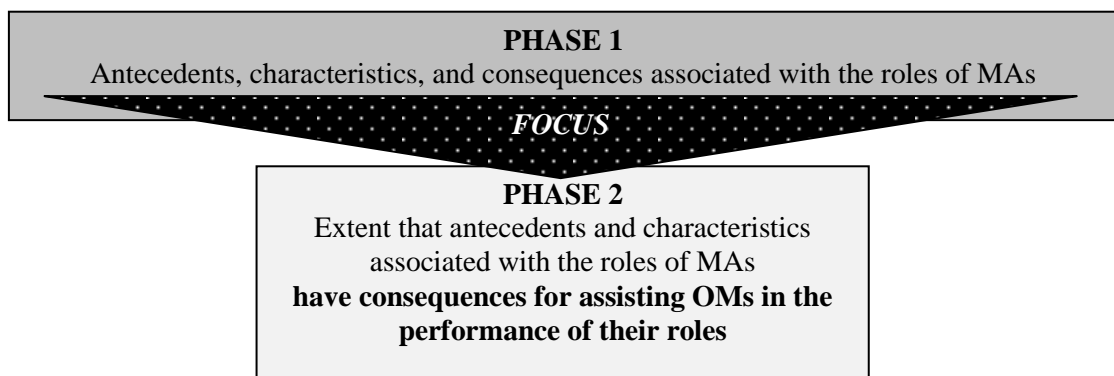 PHASE 1
Antecedents, characteristics, and consequences associated with the roles of MAs
FOCUS
PHASE 2
Extent that antecedents and characteristics
associated with the roles of MAs
have consequences for assisting OMs in the
performance of their roles